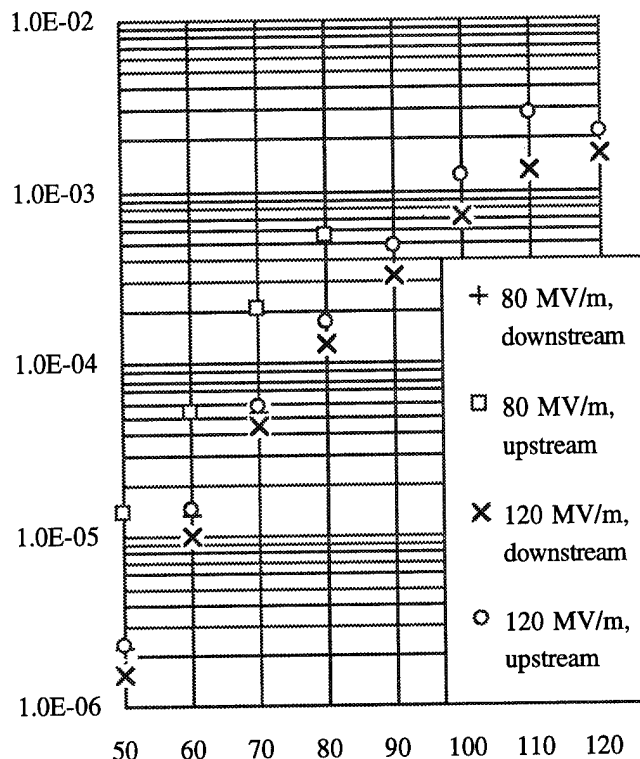 1.0E-02
1.0E-03
1.0E-04
1.0E-05
1.0E-06
50 60 70 80 90 100 110 120
+ 80 MV/m,
downstream
80 MV/m,
upstream
120 MV/m,
downstream
120 MV/m,
upstream